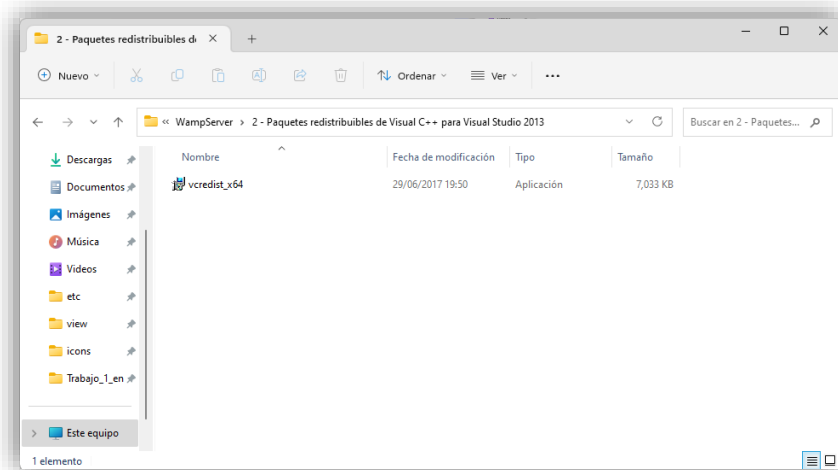 2 - Paquetes redistribuibles d
Nuevo
Ordenar
Ver
« WampServer > 2 - Paquetes redistribuibles de Visual C++ para Visual Studio 2013
Buscar en 2 - Paquetes...
Nombre Fecha de modificación Tipo Tamaño
vcredist_x64 29/06/2017 19:50 Aplicación 7,033 KB
Descargas
Documentos
Imágenes
Música
Videos
etc
view
icons
Trabajo_1_en
Este equipo
1 elemento